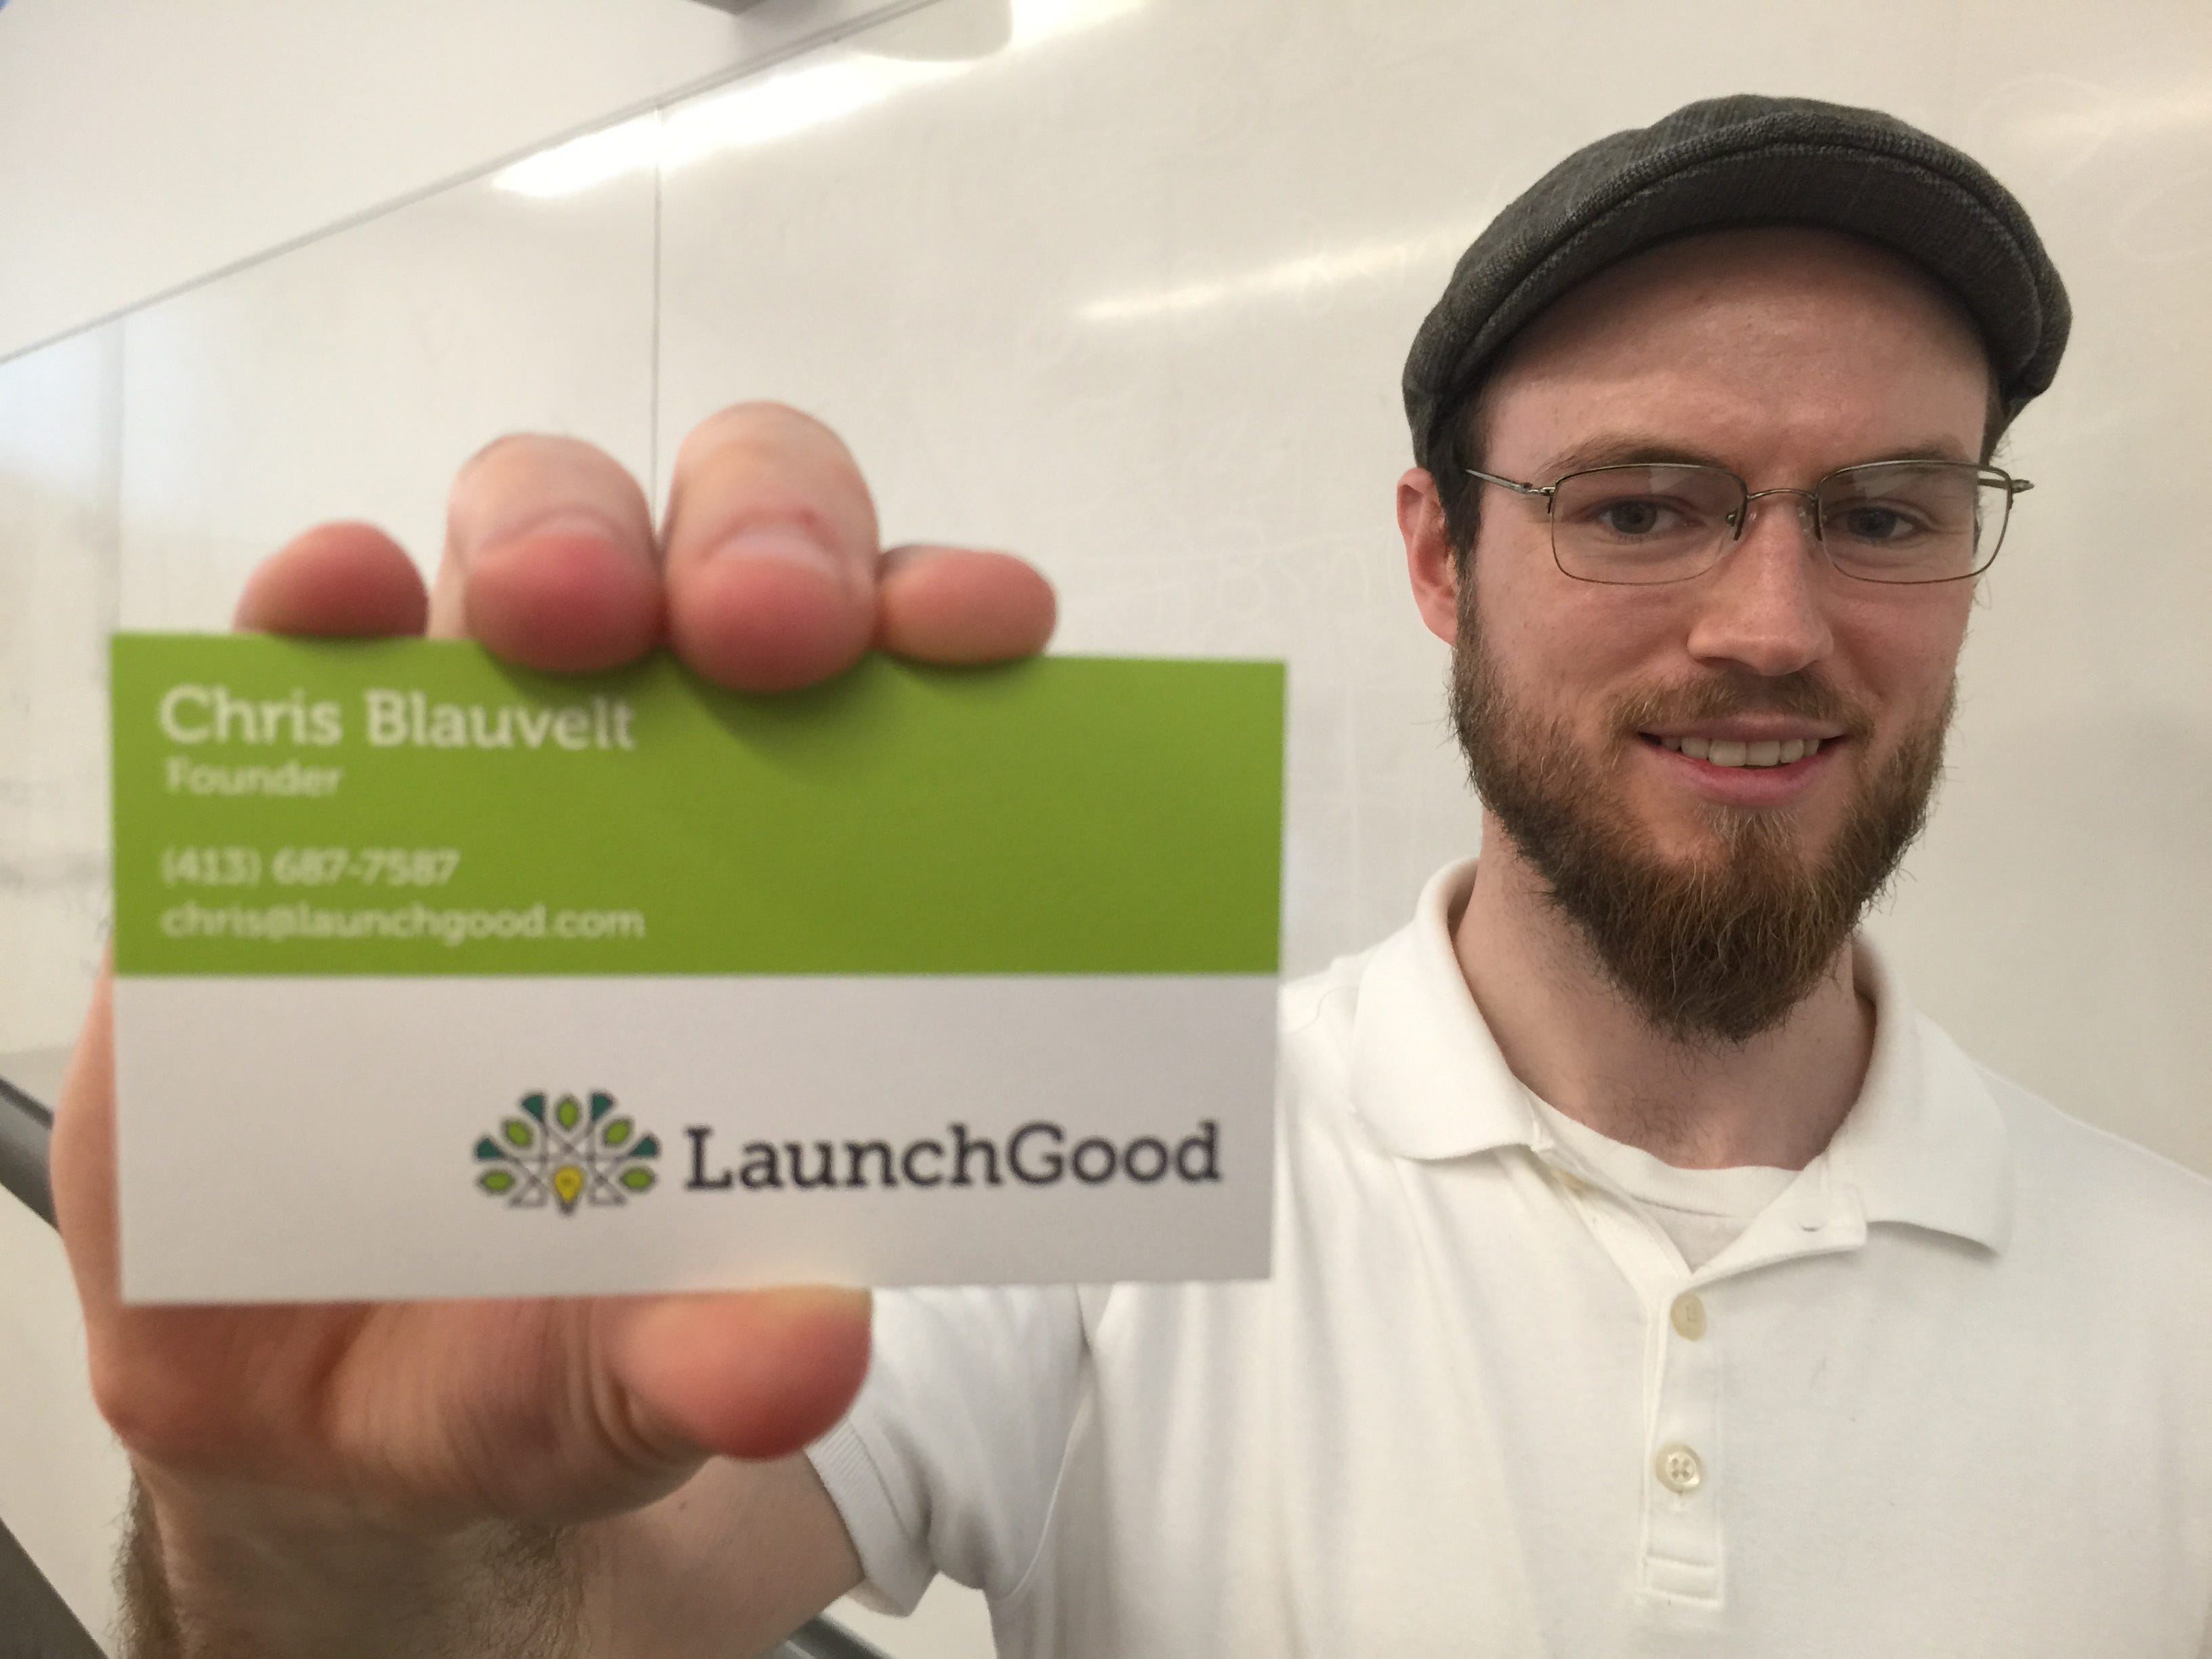 Chris Blauvelt
Founder
(413) 687-7587
chris@launchgood.com
LaunchGood